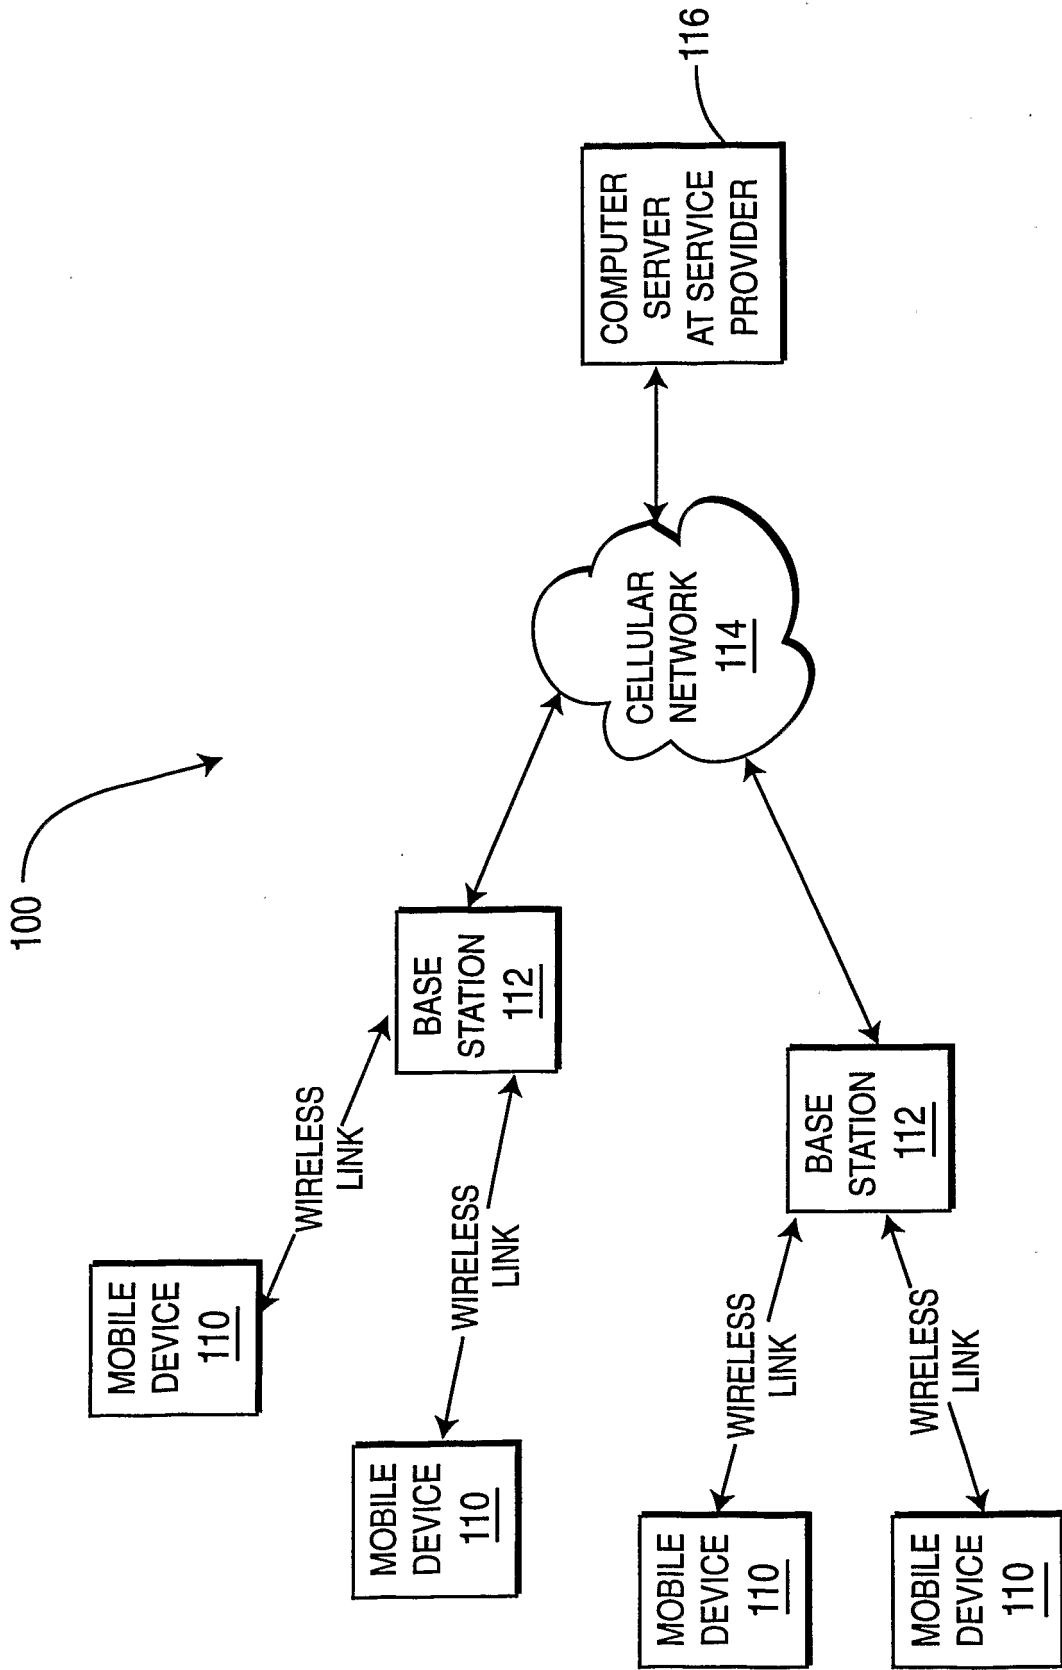 100
MOBILE
DEVICE
110
WIRELESS
LINK
MOBILE
DEVICE
110
WIRELESS
LINK
BASE
STATION
112
MOBILE
DEVICE
110
WIRELESS
LINK
MOBILE
DEVICE
110
WIRELESS
LINK
BASE
STATION
112
CELLULAR
NETWORK
114
COMPUTER
SERVER
AT SERVICE
PROVIDER
116